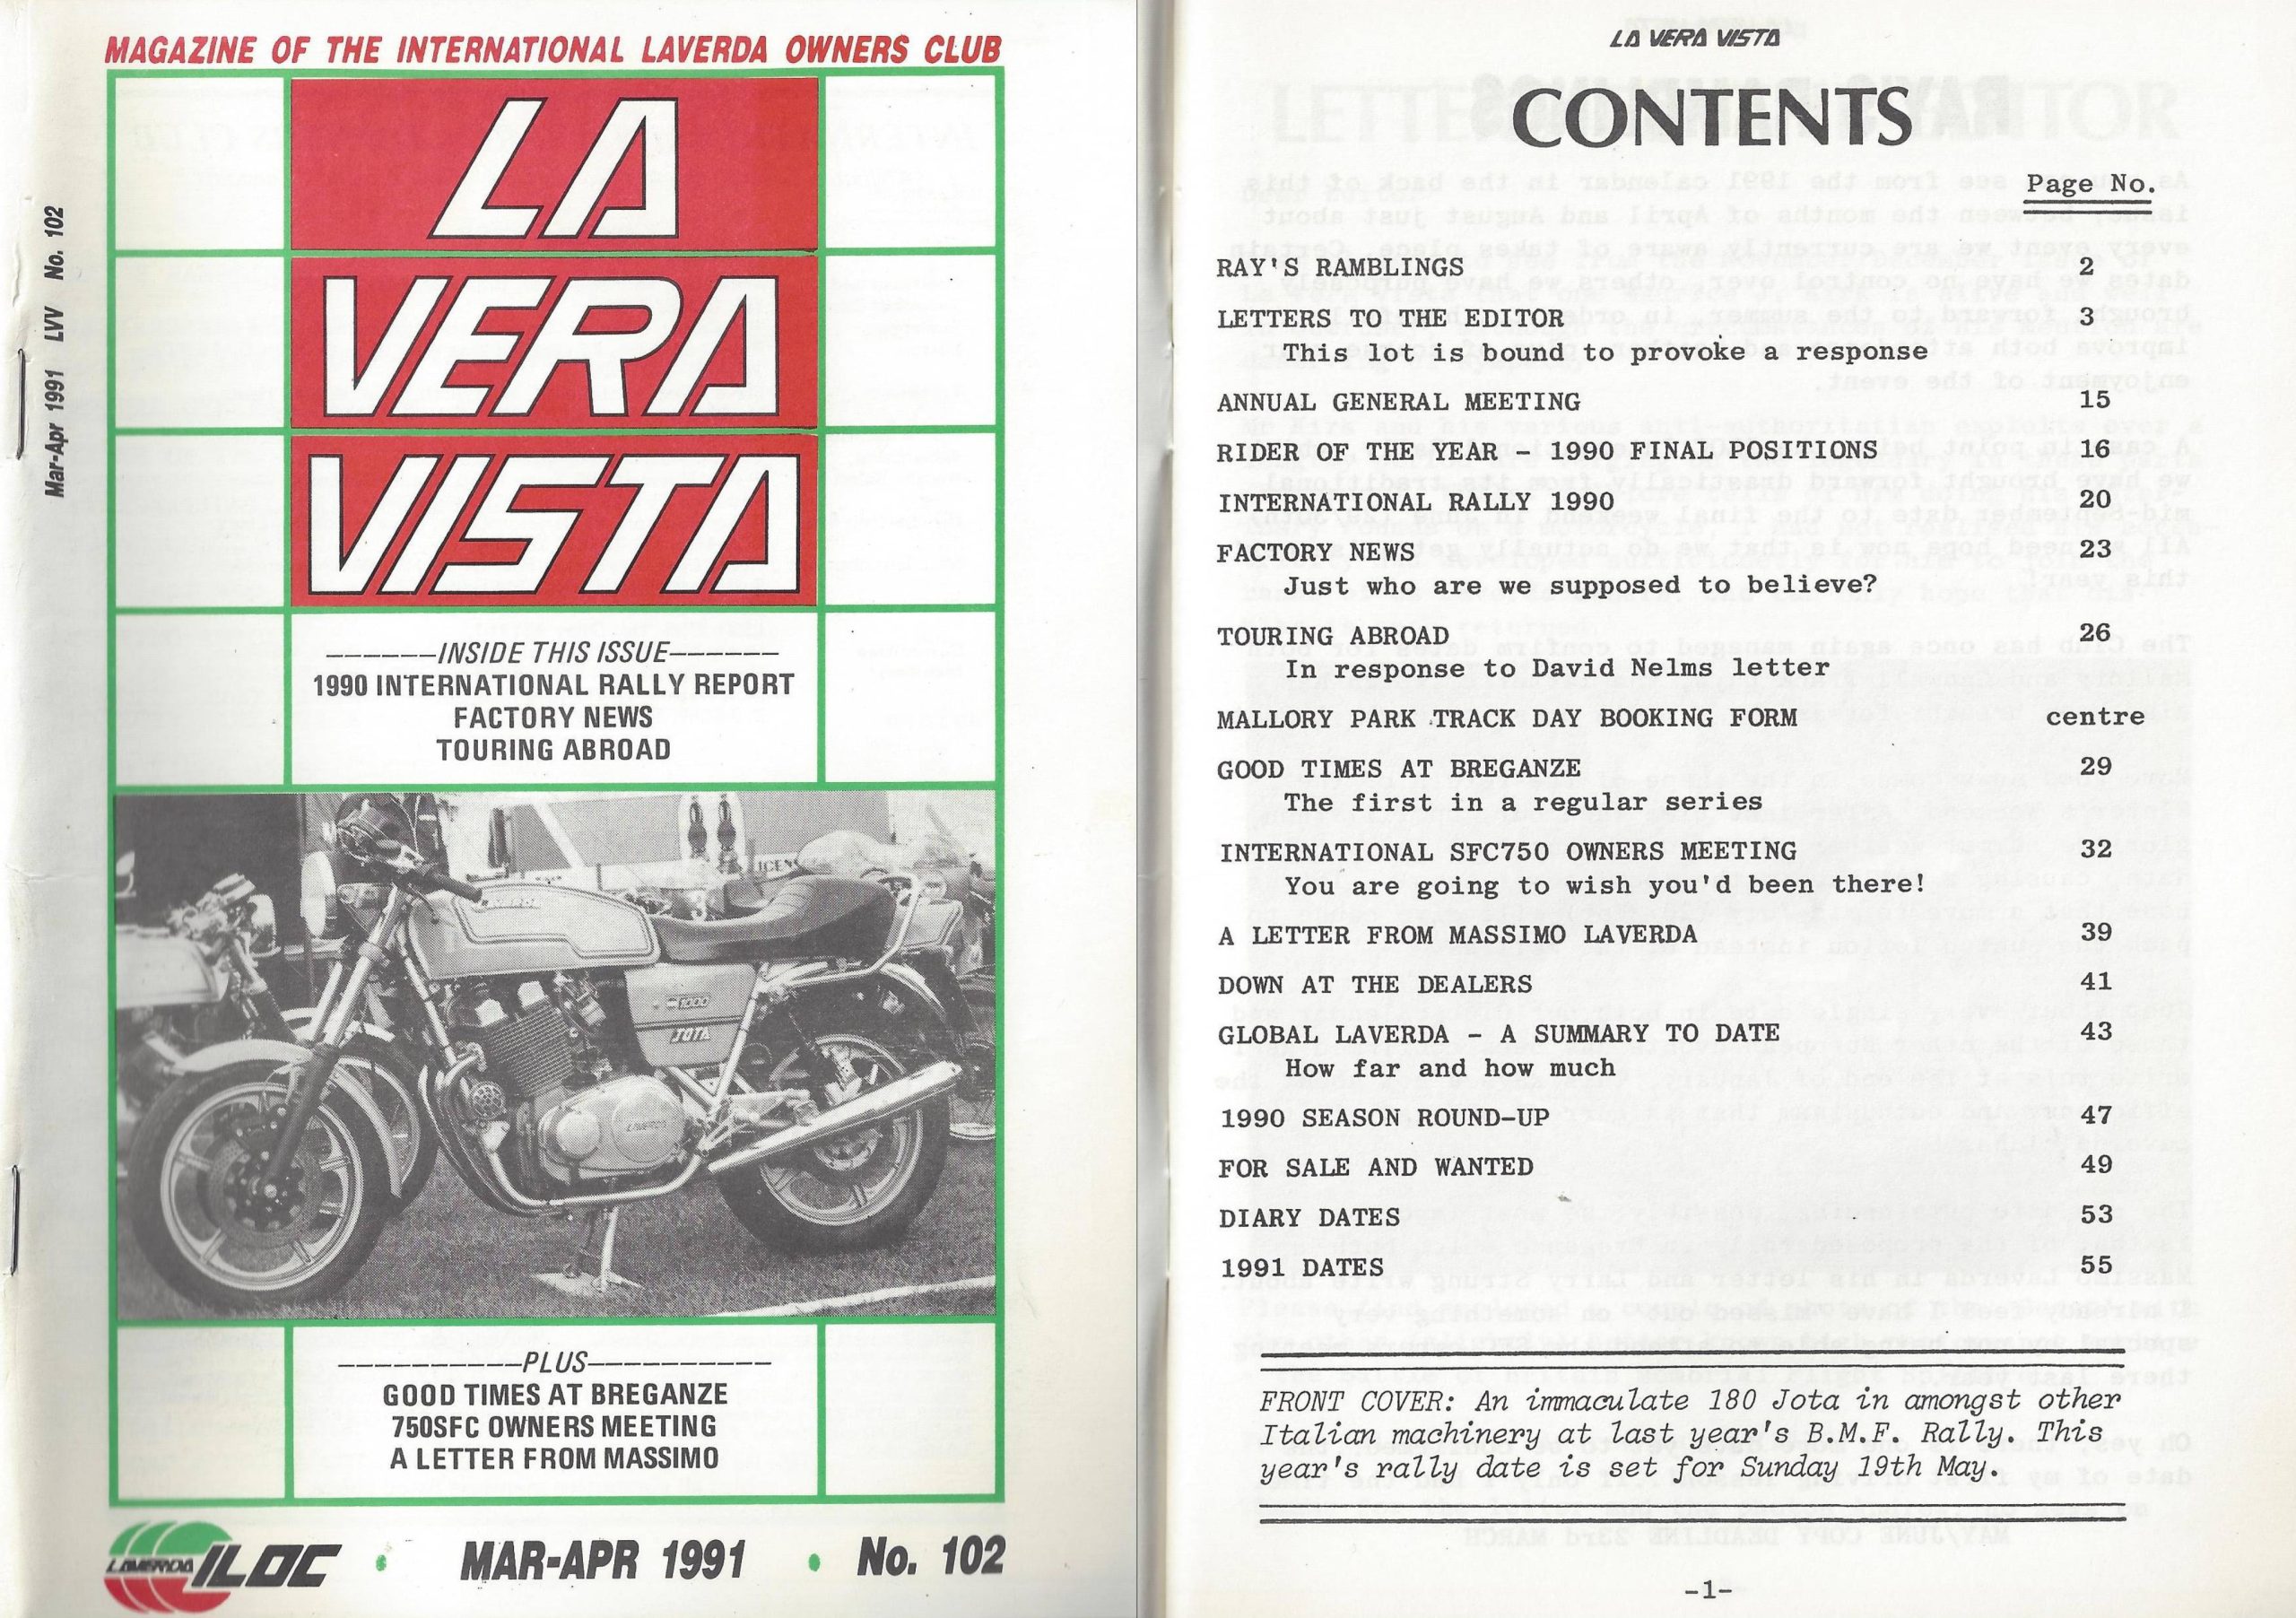 MAGAZINE OF THE INTERNATIONAL LAVERDA OWNERS CLUB
Mar-Apr 1991 LVV No. 102
LA
VERA
VISTA
------INSIDE THIS ISSUE------
1990 INTERNATIONAL RALLY REPORT
FACTORY NEWS
TOURING ABROAD
LICENS
1000
JOTA
LAVERDA
----------PLUS----------
GOOD TIMES AT BREGANZE
750SFC OWNERS MEETING
A LETTER FROM MASSIMO
LAVERDA ILOC • MAR-APR 1991 • No. 102
LA VERA VISTA
CONTENTS
Page No.
RAY'S RAMBLINGS 2
LETTERS TO THE EDITOR 3
This lot is bound to provoke a response
ANNUAL GENERAL MEETING 15
RIDER OF THE YEAR - 1990 FINAL POSITIONS 16
INTERNATIONAL RALLY 1990 20
FACTORY NEWS 23
Just who are we supposed to believe?
TOURING ABROAD 26
In response to David Nelms letter
MALLORY PARK TRACK DAY BOOKING FORM centre
GOOD TIMES AT BREGANZE 29
The first in a regular series
INTERNATIONAL SFC750 OWNERS MEETING 32
You are going to wish you'd been there!
A LETTER FROM MASSIMO LAVERDA 39
DOWN AT THE DEALERS 41
GLOBAL LAVERDA - A SUMMARY TO DATE 43
How far and how much
1990 SEASON ROUND-UP 47
FOR SALE AND WANTED 49
DIARY DATES 53
1991 DATES 55
FRONT COVER: An immaculate 180 Jota in amongst other
Italian machinery at last year's B.M.F. Rally. This
year's rally date is set for Sunday 19th May.
-1-